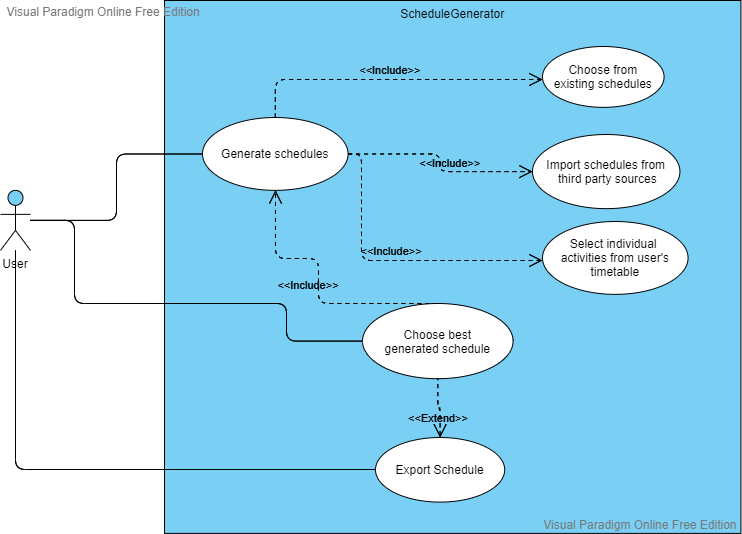 Visual Paradigm Online Free Edition
ScheduleGenerator
<<Include>>
Choose from
existing schedules
Generate schedules
<<Include>>
Import schedules from
third party sources
User
<<Include>>
Select individual
activities from user's
timetable
<<Include>>
Choose best
generated schedule
<<Extend>>
Export Schedule
Visual Paradigm Online Free Edition